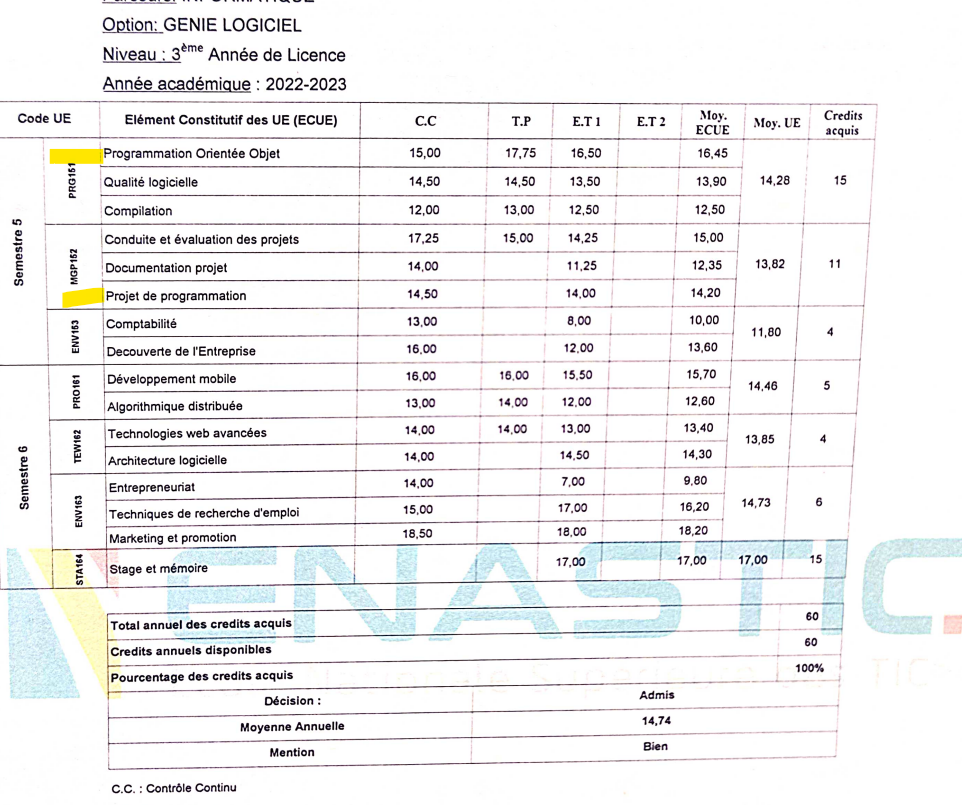 Parcours: INFORMATIQUE
Option: GENIE LOGICIEL
Niveau : 3ème Année de Licence
Année académique : 2022-2023
Code UE Elément Constitutif des UE (ECUE) C.C T.P E.T 1 E.T 2 Moy. ECUE Moy. UE Credits acquis
Semestre 5
PRG151
Programmation Orientée Objet 15,00 17,75 16,50 16,45
Qualité logicielle 14,50 14,50 13,50 13,90 14,28 15
Compilation 12,00 13,00 12,50 12,50
MGP152
Conduite et évaluation des projets 17,25 15,00 14,25 15,00
Documentation projet 14,00 11,25 12,35 13,82 11
Projet de programmation 14,50 14,00 14,20
ENV153
Comptabilité 13,00 8,00 10,00 11,80 4
Decouverte de l'Entreprise 16,00 12,00 13,60
Semestre 6
PRO161
Développement mobile 16,00 16,00 15,50 15,70 14,46 5
Algorithmique distribuée 13,00 14,00 12,00 12,60
TEW162
Technologies web avancées 14,00 14,00 13,00 13,40 13,85 4
Architecture logicielle 14,00 14,50 14,30
ENV163
Entrepreneuriat 14,00 7,00 9,80
Techniques de recherche d'emploi 15,00 17,00 16,20 14,73 6
Marketing et promotion 18,50 18,00 18,20
STA164
Stage et mémoire 17,00 17,00 17,00 15
ENASTIC
Total annuel des credits acquis 60
Credits annuels disponibles 60
Pourcentage des credits acquis 100%
Décision : Admis
Moyenne Annuelle 14,74
Mention Bien
C.C. : Contrôle Continu